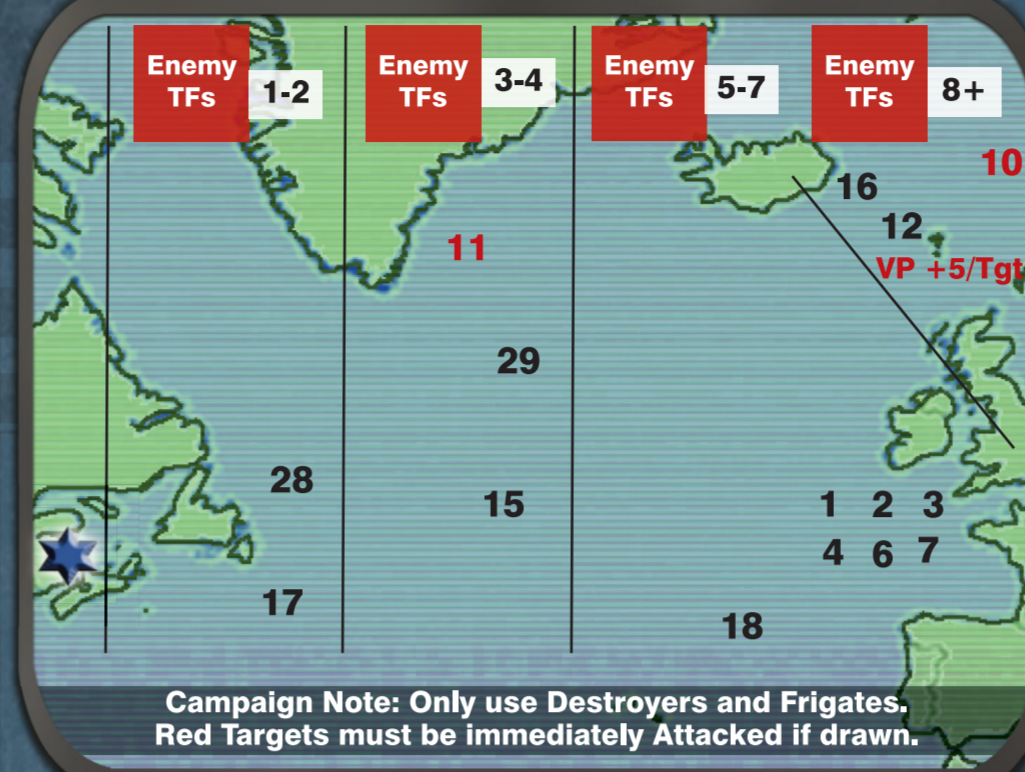 Enemy
TFs
1-2
Enemy
TFs
3-4
Enemy
TFs
5-7
Enemy
TFs
8+
10
16
12
11
VP +5/Tgt
29
28
15
1 2 3
4 6 7
17
18
Campaign Note: Only use Destroyers and Frigates.
Red Targets must be immediately Attacked if drawn.